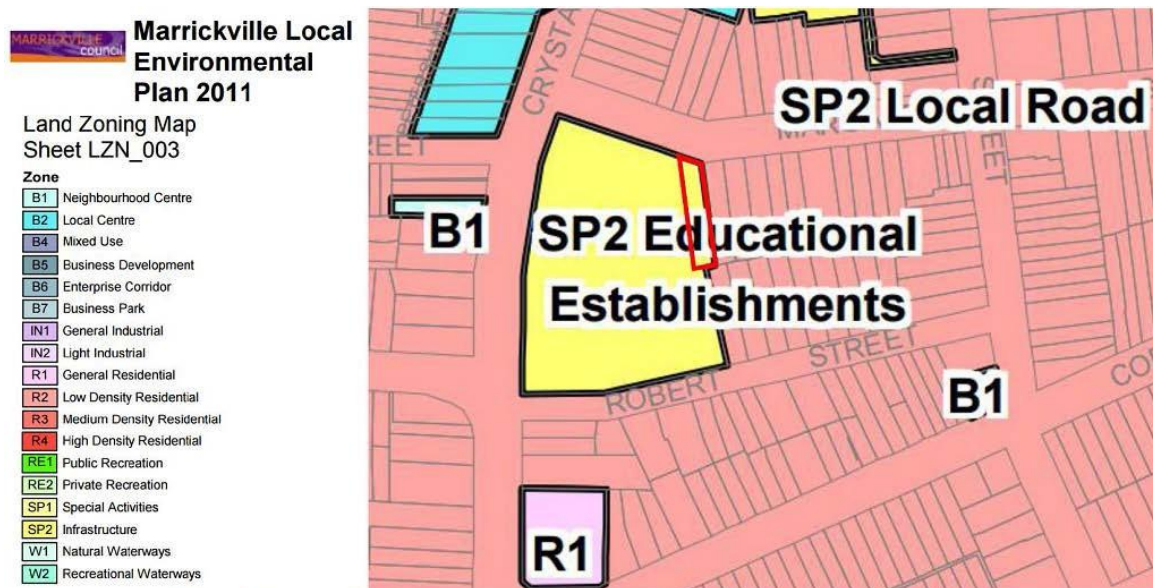 MARRICKVILLE
council
Marrickville Local
Environmental
Plan 2011
Land Zoning Map
Sheet LZN_003
Zone
B1 Neighbourhood Centre
B2 Local Centre
B4 Mixed Use
B5 Business Development
B6 Enterprise Corridor
B7 Business Park
IN1 General Industrial
IN2 Light Industrial
R1 General Residential
R2 Low Density Residential
R3 Medium Density Residential
R4 High Density Residential
RE1 Public Recreation
RE2 Private Recreation
SP1 Special Activities
SP2 Infrastructure
W1 Natural Waterways
W2 Recreational Waterways
CRYSTA
SP2 Local Road
STREET
B1
SP2 Educational
Establishments
STREET
ROBERT
B1
CO
R1